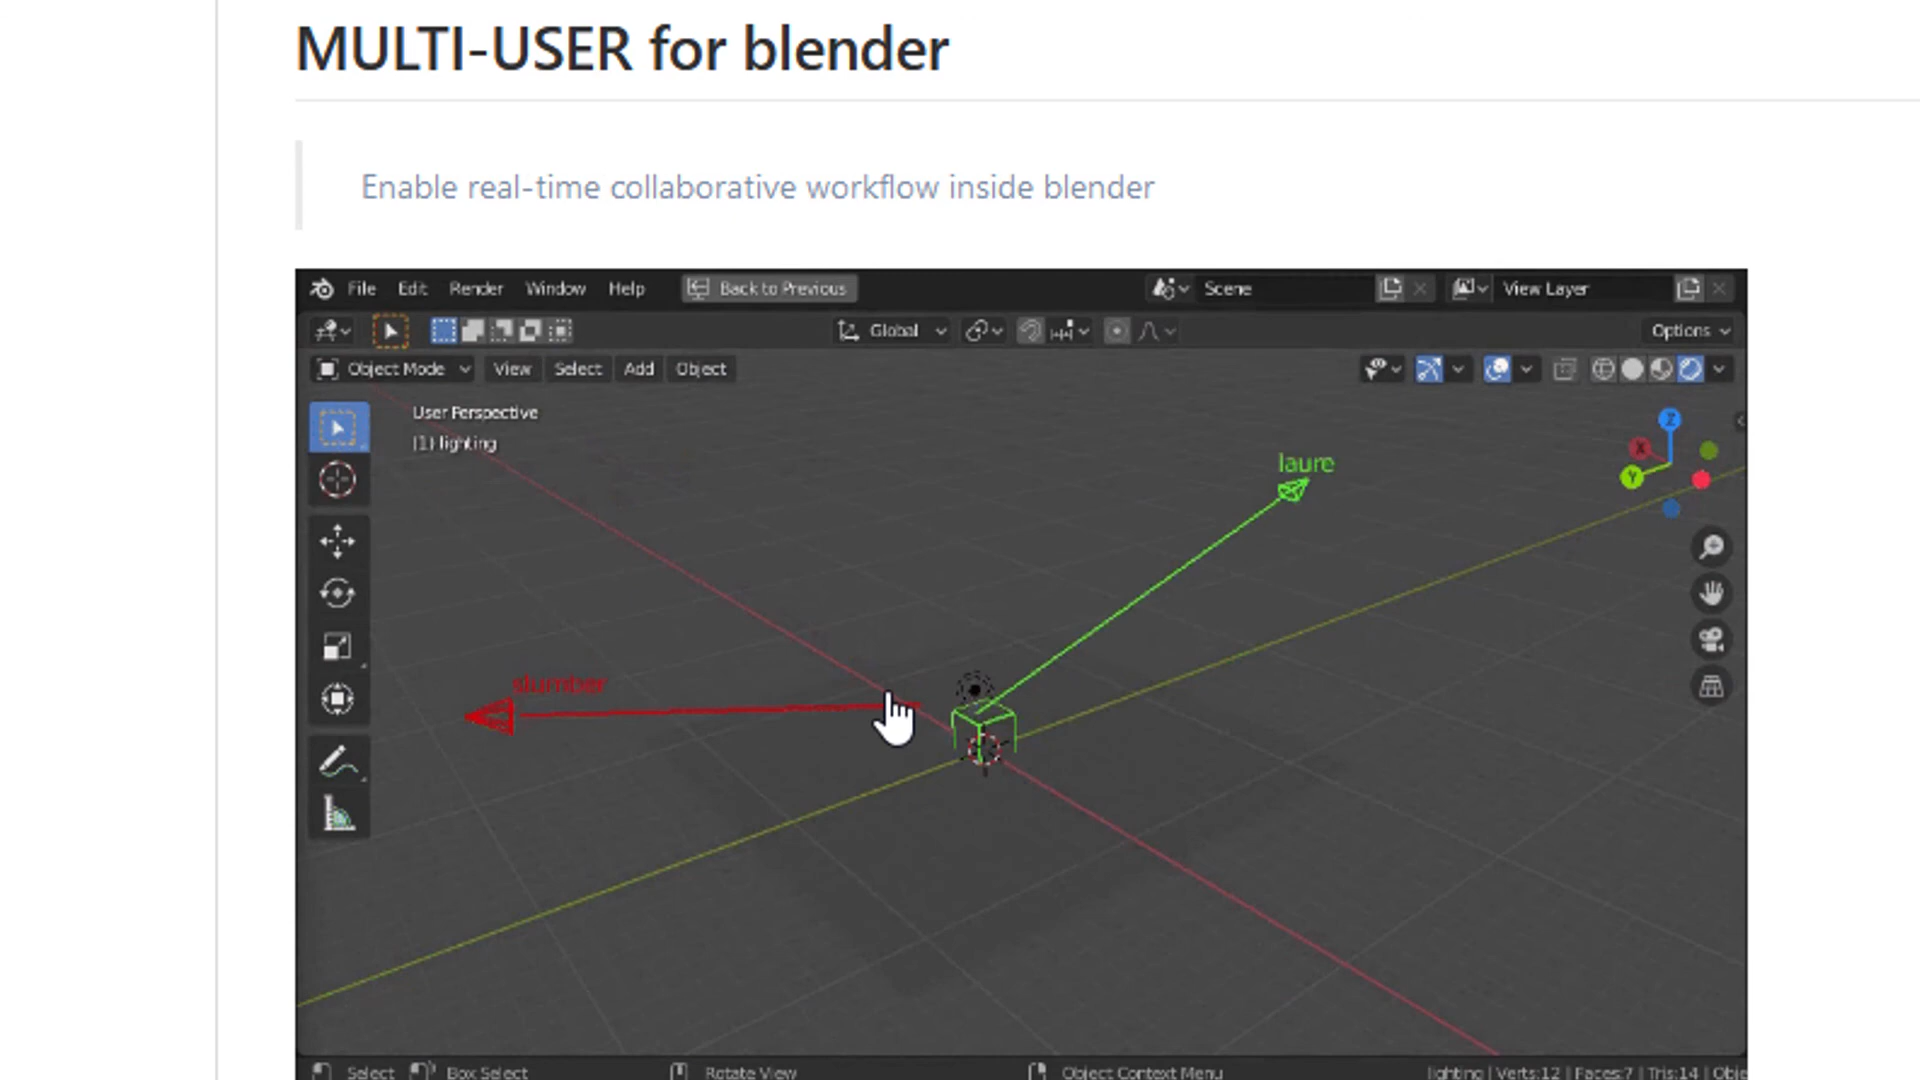 MULTI-USER for blender
Enable real-time collaborative workflow inside blender
File Edit Render Window Help Back to Previous Scene View Layer
Global Options
Object Mode View Select Add Object
User Perspective
(1) lighting
Z
X
Y
laure
slumber
Select Box Select Rotate View Object Context Menu lighting | Verts:12 | Faces:7 | Tris:14 | Obje